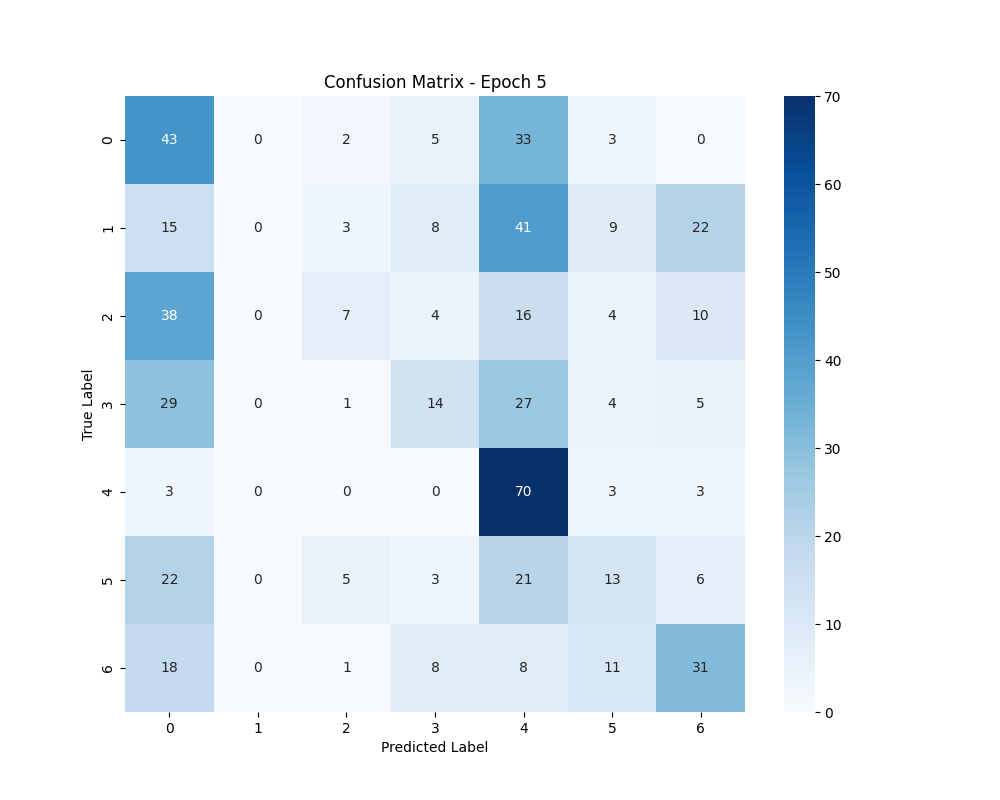 Confusion Matrix - Epoch 5
True Label
0 43 0 2 5 33 3 0
1 15 0 3 8 41 9 22
2 38 0 7 4 16 4 10
3 29 0 1 14 27 4 5
4 3 0 0 0 70 3 3
5 22 0 5 3 21 13 6
6 18 0 1 8 8 11 31
0 1 2 3 4 5 6
Predicted Label
70
60
50
40
30
20
10
0